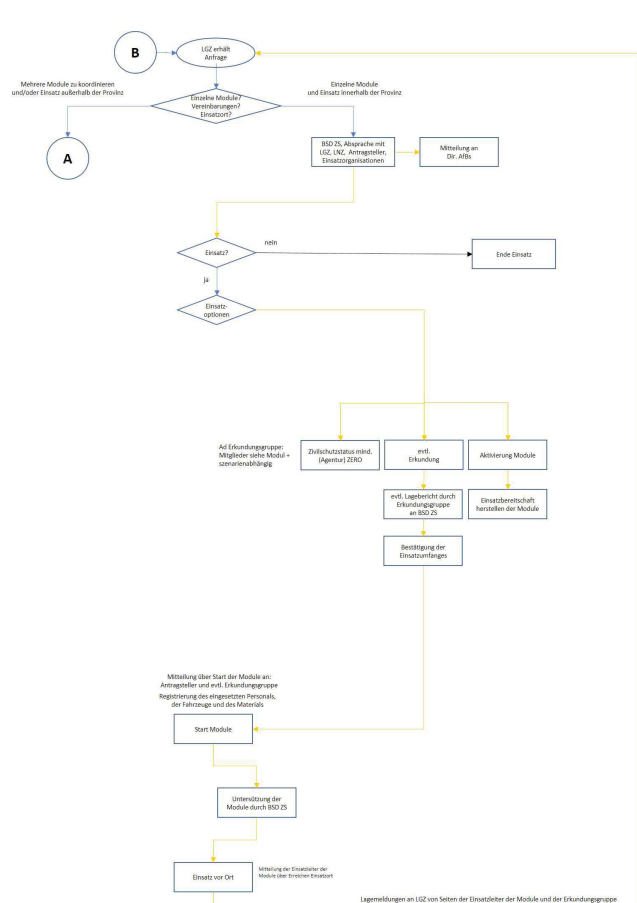 B
LGZ erhält
Anfrage
Mehrere Module zu koordinieren
und/oder Einsatz außerhalb der Provinz
Einzelne Module
und Einsatz innerhalb der Provinz
Einzelne Module?
Vereinbarungen?
Einsatzort?
A
BSD ZS, Absprache mit
LGZ, LNZ, Antragsteller,
Einsatzorganisationen
Mitteilung an
Dir. AfBs
Einsatz?
nein
Ende Einsatz
ja
Einsatz-
optionen
Ad Erkundungsgruppe:
Mitglieder siehe Modul +
szenarienabhängig
Zivilschutzstatus mind.
(Agentur) ZERO
evtl.
Erkundung
Aktivierung Module
evtl. Lagebericht durch
Erkundungsgruppe
an BSD ZS
Einsatzbereitschaft
herstellen der Module
Bestätigung der
Einsatzumfanges
Mitteilung über Start der Module an:
Antragsteller und evtl. Erkundungsgruppe
Registrierung des eingesetzten Personals,
der Fahrzeuge und des Materials
Start Module
Untersützung der
Module durch BSD ZS
Einsatz vor Ort
Mitteilung der Einsatzleiter der
Module über Erreichen Einsatzort
Lagemeldungen an LGZ von Seiten der Einsatzleiter der Module und der Erkundungsgruppe